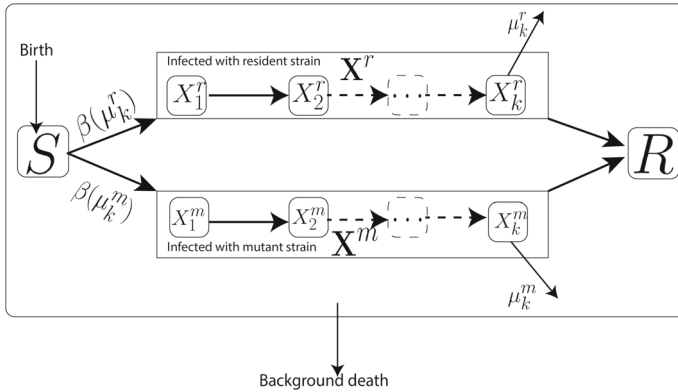 Birth
S
β(μ_k^r)
β(μ_k^m)
Infected with resident strain
X^r
X_1^r
X_2^r
...
X_k^r
μ_k^r
R
X_1^m
X_2^m
...
X_k^m
Infected with mutant strain
X^m
μ_k^m
Background death